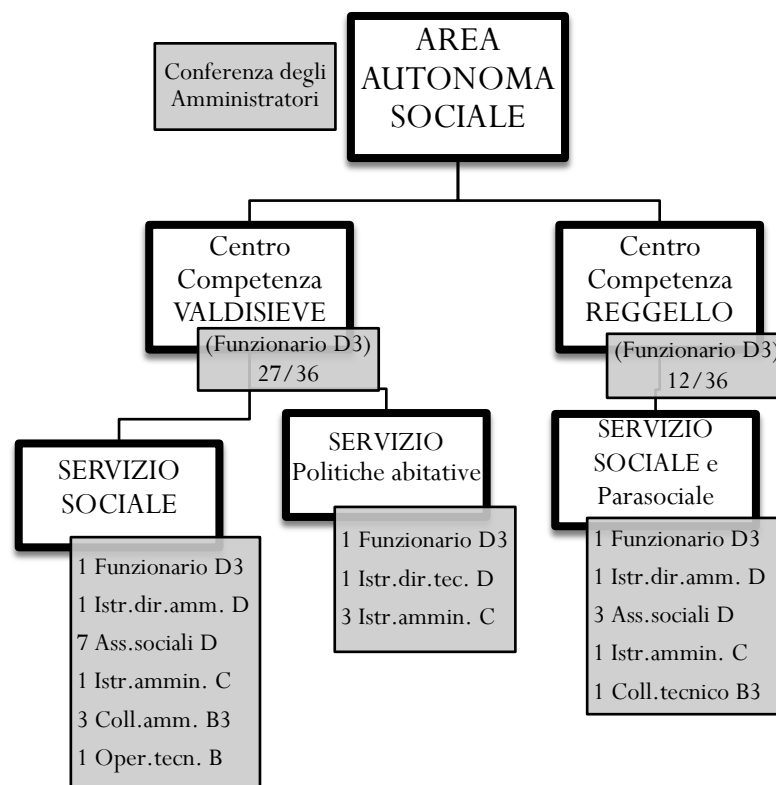 AREA
AUTONOMA
SOCIALE
Conferenza degli
Amministratori
Centro
Competenza
VALDISIEVE
(Funzionario D3)
27/36
Centro
Competenza
REGGELLO
(Funzionario D3)
12/36
SERVIZIO
SOCIALE
1 Funzionario D3
1 Istr.dir.amm. D
7 Ass.sociali D
1 Istr.ammin. C
3 Coll.amm. B3
1 Oper.tecn. B
SERVIZIO
Politiche abitative
1 Funzionario D3
1 Istr.dir.tec. D
3 Istr.ammin. C
SERVIZIO
SOCIALE e
Parasociale
1 Funzionario D3
1 Istr.dir.amm. D
3 Ass.sociali D
1 Istr.ammin. C
1 Coll.tecnico B3